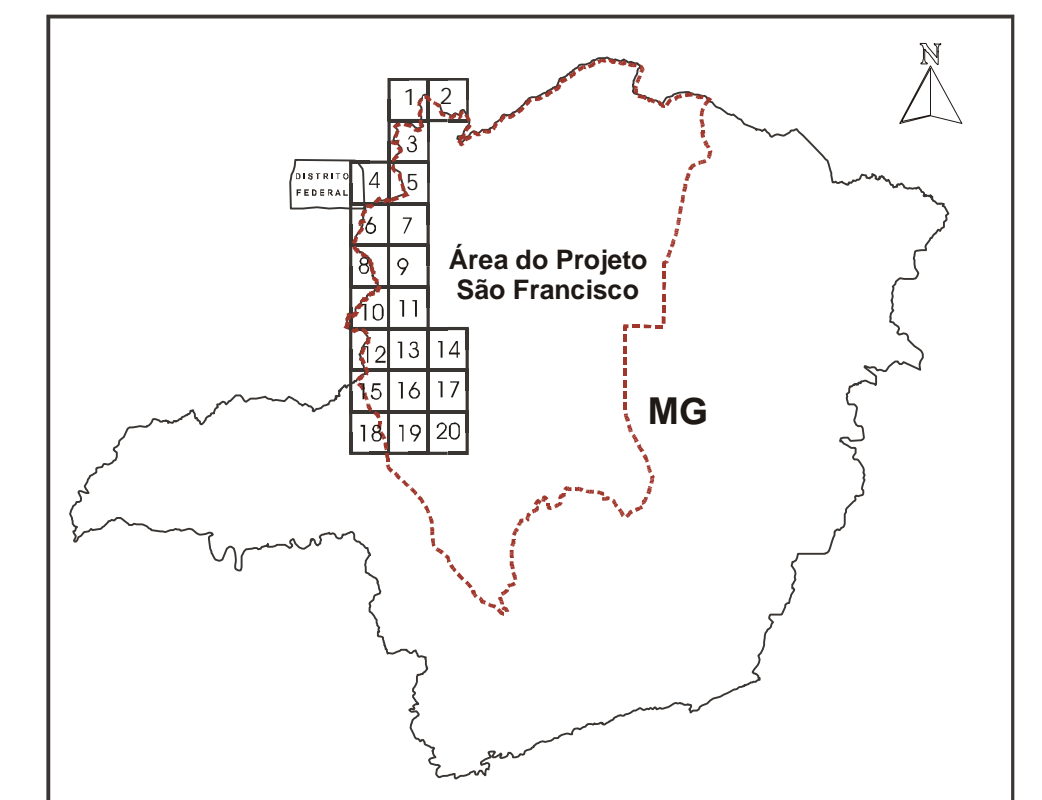 N
1 2
3
DISTRITO
FEDERAL
4 5
6 7
8 9
Área do Projeto
São Francisco
10 11
12 13 14
15 16 17
MG
18 19 20